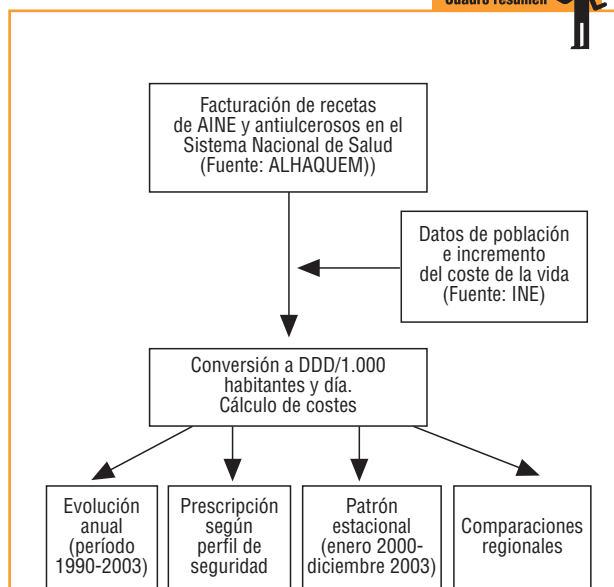 Cuadro resumen
Facturación de recetas
de AINE y antiulcerosos en el
Sistema Nacional de Salud
(Fuente: ALHAQUEM))
Datos de población
e incremento
del coste de la vida
(Fuente: INE)
Conversión a DDD/1.000
habitantes y día.
Cálculo de costes
Evolución
anual
(período
1990-2003)
Prescripción
según
perfil de
seguridad
Patrón
estacional
(enero 2000-
diciembre 2003)
Comparaciones
regionales